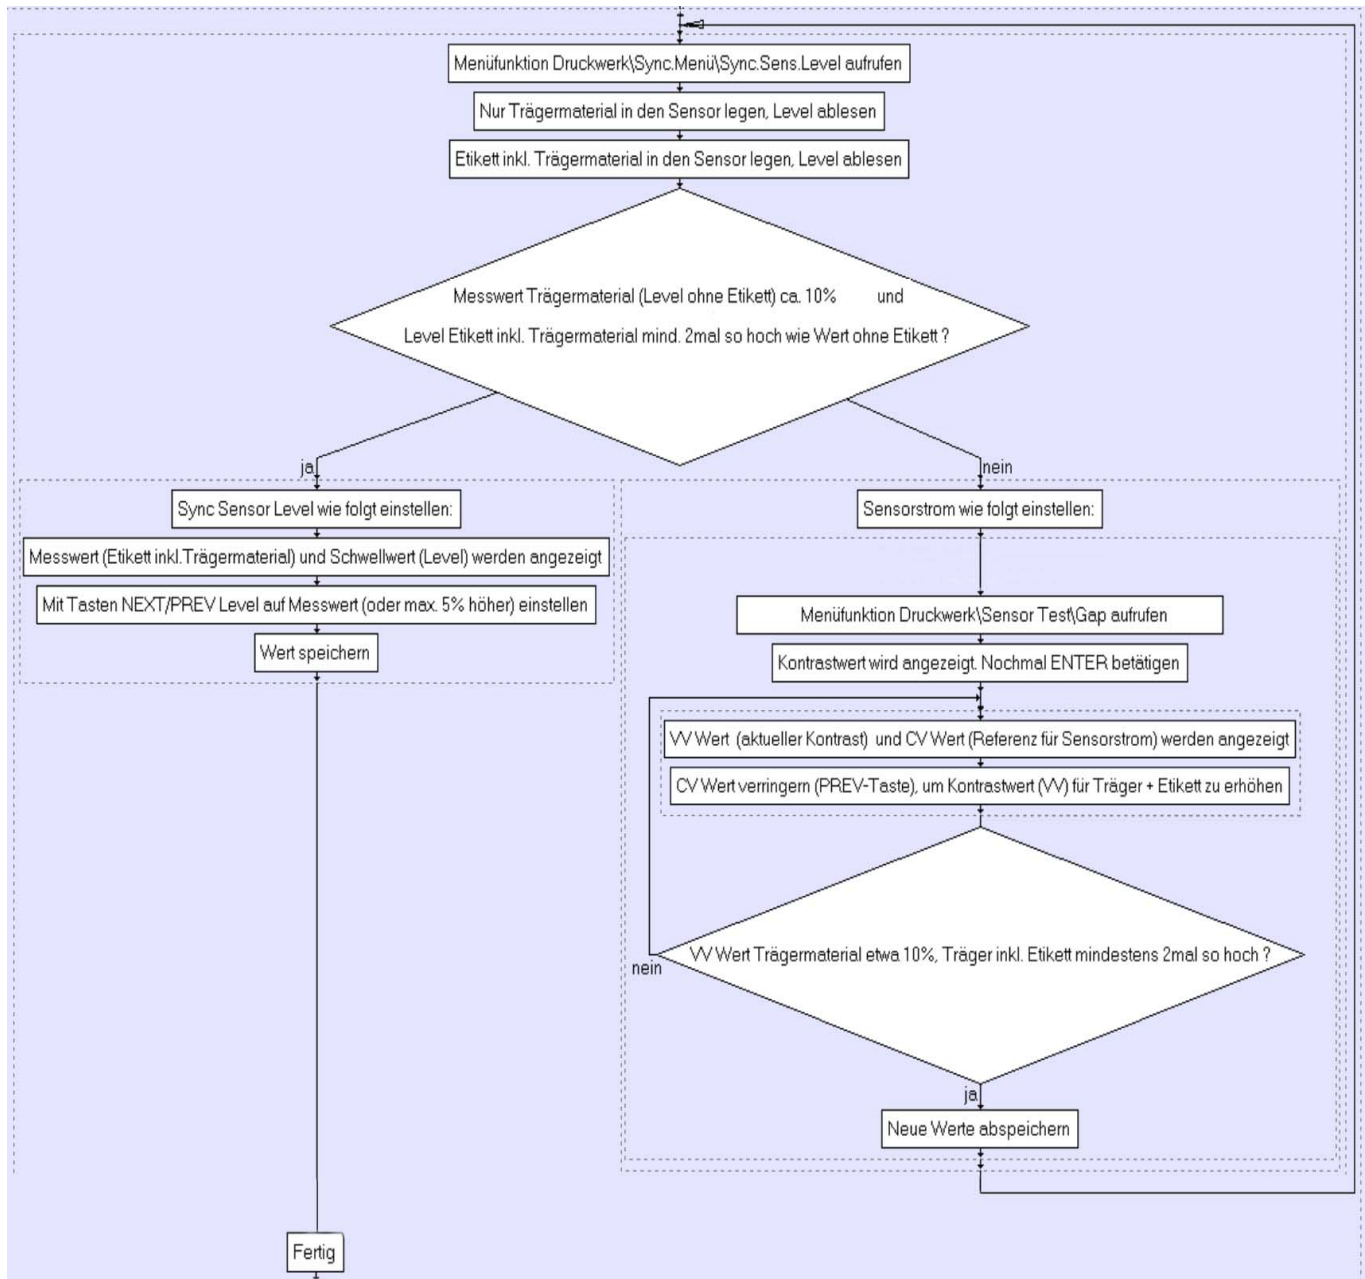 Menüfunktion Druckwerk\Sync.Menü\Sync.Sens.Level aufrufen
Nur Trägermaterial in den Sensor legen, Level ablesen
Etikett inkl. Trägermaterial in den Sensor legen, Level ablesen
Messwert Trägermaterial (Level ohne Etikett) ca. 10% und
Level Etikett inkl. Trägermaterial mind. 2mal so hoch wie Wert ohne Etikett ?
ja
Sync Sensor Level wie folgt einstellen:
Messwert (Etikett inkl.Trägermaterial) und Schwellwert (Level) werden angezeigt
Mit Tasten NEXT/PREV Level auf Messwert (oder max. 5% höher) einstellen
Wert speichern
Fertig
nein
Sensorstrom wie folgt einstellen:
Menüfunktion Druckwerk\Sensor Test\Gap aufrufen
Kontrastwert wird angezeigt. Nochmal ENTER betätigen
VV Wert (aktueller Kontrast) und CV Wert (Referenz für Sensorstrom) werden angezeigt
CV Wert verringern (PREV-Taste), um Kontrastwert (VV) für Träger + Etikett zu erhöhen
VV Wert Trägermaterial etwa 10%, Träger inkl. Etikett mindestens 2mal so hoch ?
nein
ja
Neue Werte abspeichern